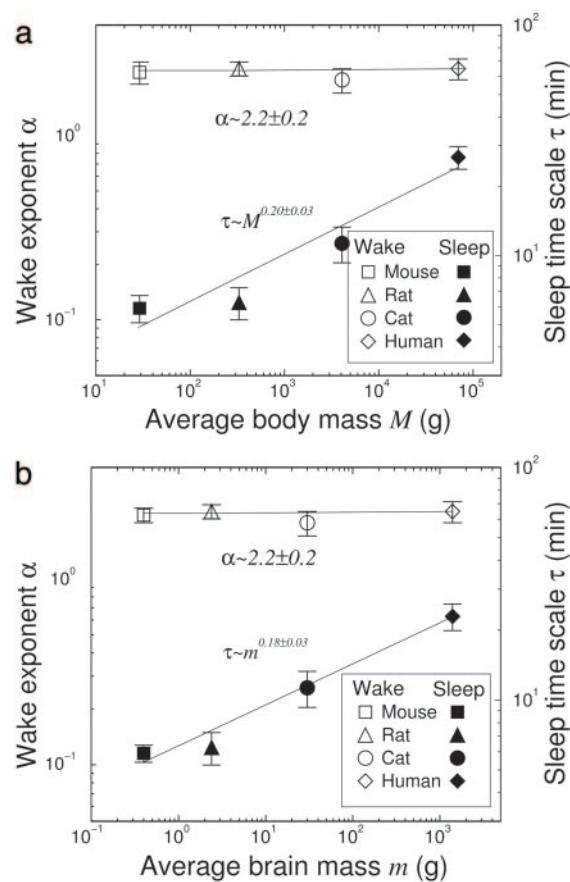 a
10²
Wake exponent α
10⁰
10⁻¹
α~2.2±0.2
τ~M^0.20±0.03
Wake Sleep
Mouse
Rat
Cat
Human
10¹
Sleep time scale τ (min)
10¹ 10² 10³ 10⁴ 10⁵
Average body mass M (g)
b
10²
Wake exponent α
10⁰
10⁻¹
α~2.2±0.2
τ~m^0.18±0.03
Wake Sleep
Mouse
Rat
Cat
Human
10¹
Sleep time scale τ (min)
10⁻¹ 10⁰ 10¹ 10² 10³
Average brain mass m (g)